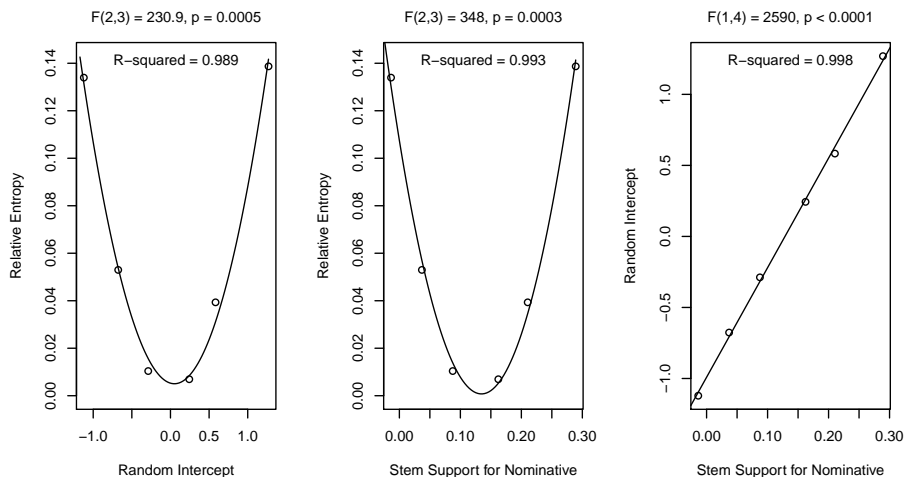 F(2,3) = 230.9, p = 0.0005
R−squared = 0.989
0.14
0.12
0.10
0.08
0.06
0.04
0.02
0.00
Relative Entropy
−1.0 0.0 0.5 1.0
Random Intercept
F(2,3) = 348, p = 0.0003
R−squared = 0.993
0.14
0.12
0.10
0.08
0.06
0.04
0.02
0.00
Relative Entropy
0.00 0.10 0.20 0.30
Stem Support for Nominative
F(1,4) = 2590, p < 0.0001
R−squared = 0.998
1.0
0.5
0.0
−0.5
−1.0
Random Intercept
0.00 0.10 0.20 0.30
Stem Support for Nominative